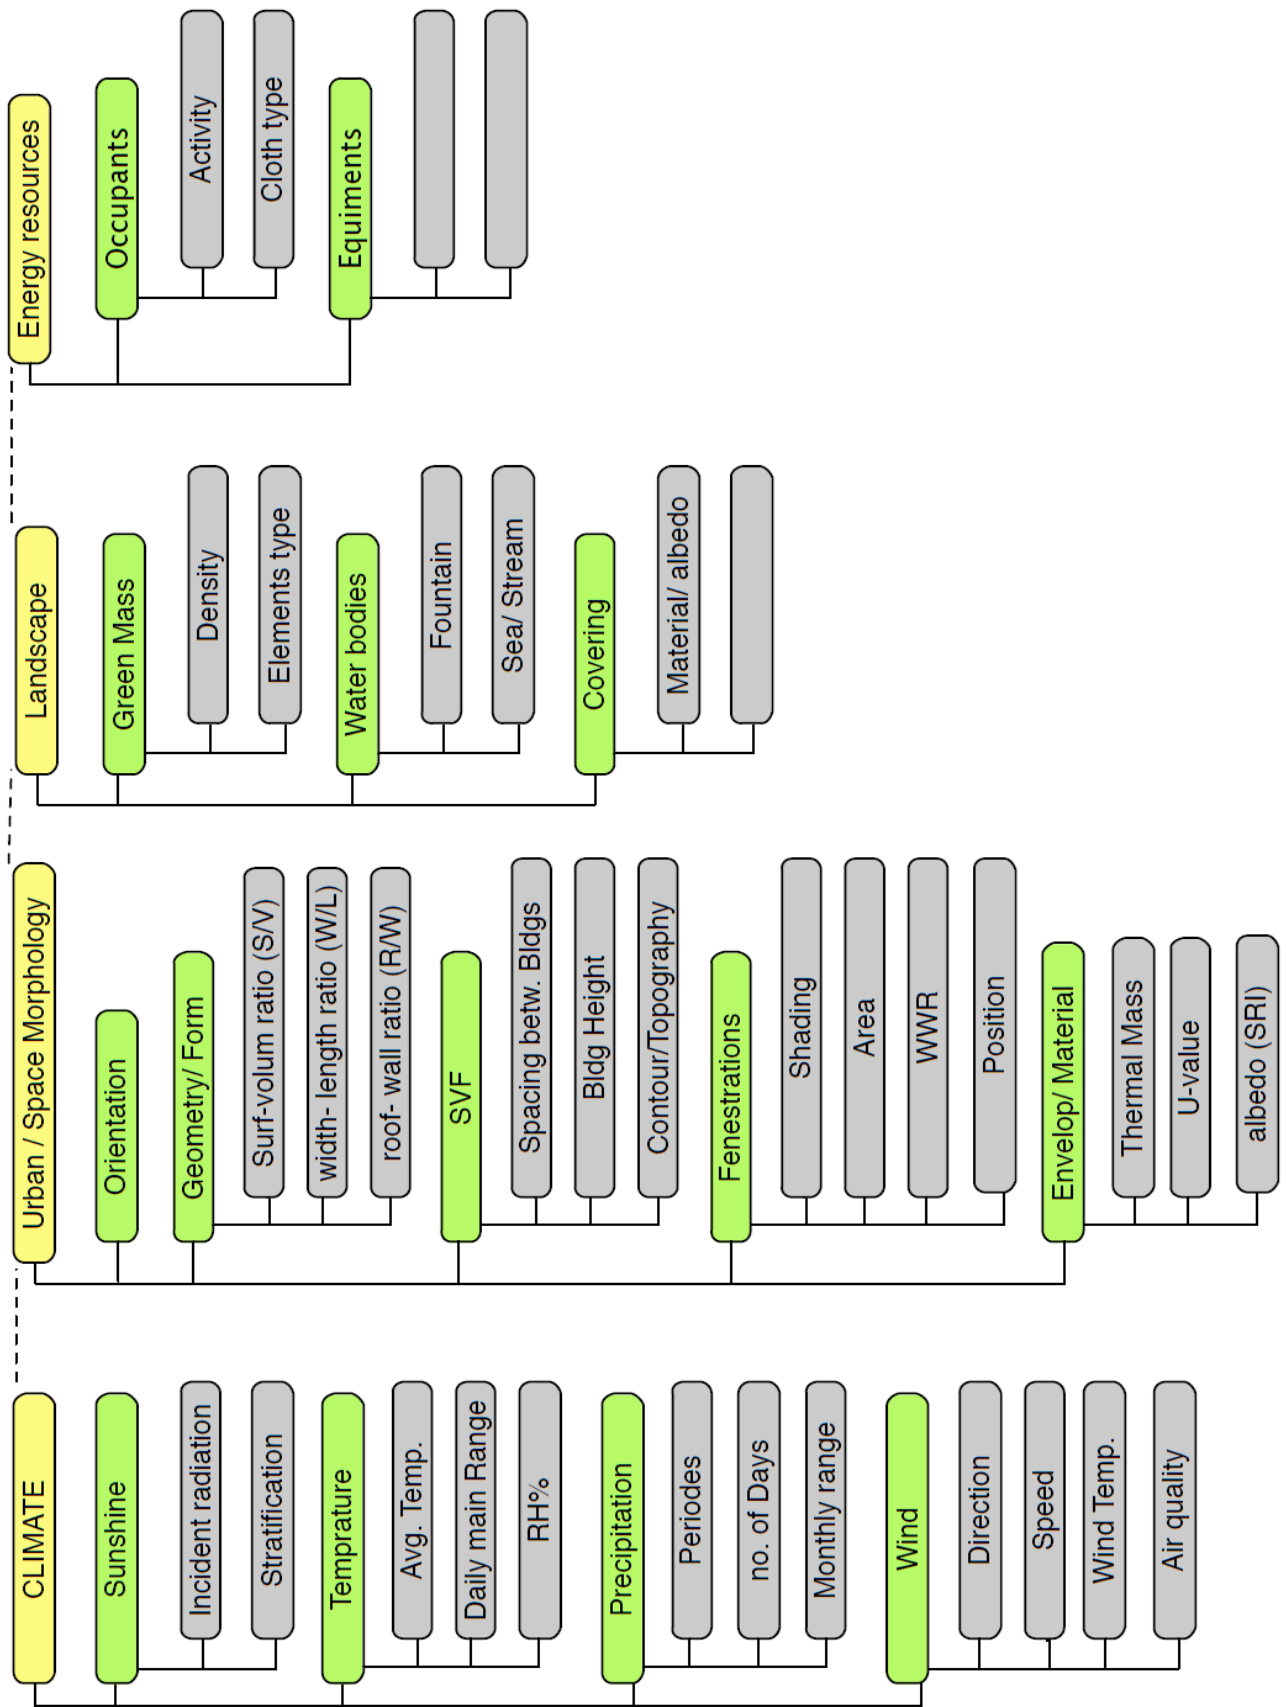 CLIMATE
Sunshine
Incident radiation
Stratification
Temprature
Avg. Temp.
Daily main Range
RH%
Precipitation
Periodes
no. of Days
Monthly range
Wind
Direction
Speed
Wind Temp.
Air quality
Urban / Space Morphology
Orientation
Geometry/ Form
Surf-volum ratio (S/V)
width- length ratio (W/L)
roof- wall ratio (R/W)
SVF
Spacing betw. Bldgs
Bldg Height
Contour/Topography
Fenestrations
Shading
Area
WWR
Position
Envelop/ Material
Thermal Mass
U-value
albedo (SRI)
Landscape
Green Mass
Density
Elements type
Water bodies
Fountain
Sea/ Stream
Covering
Material/ albedo
Energy resources
Occupants
Activity
Cloth type
Equiments